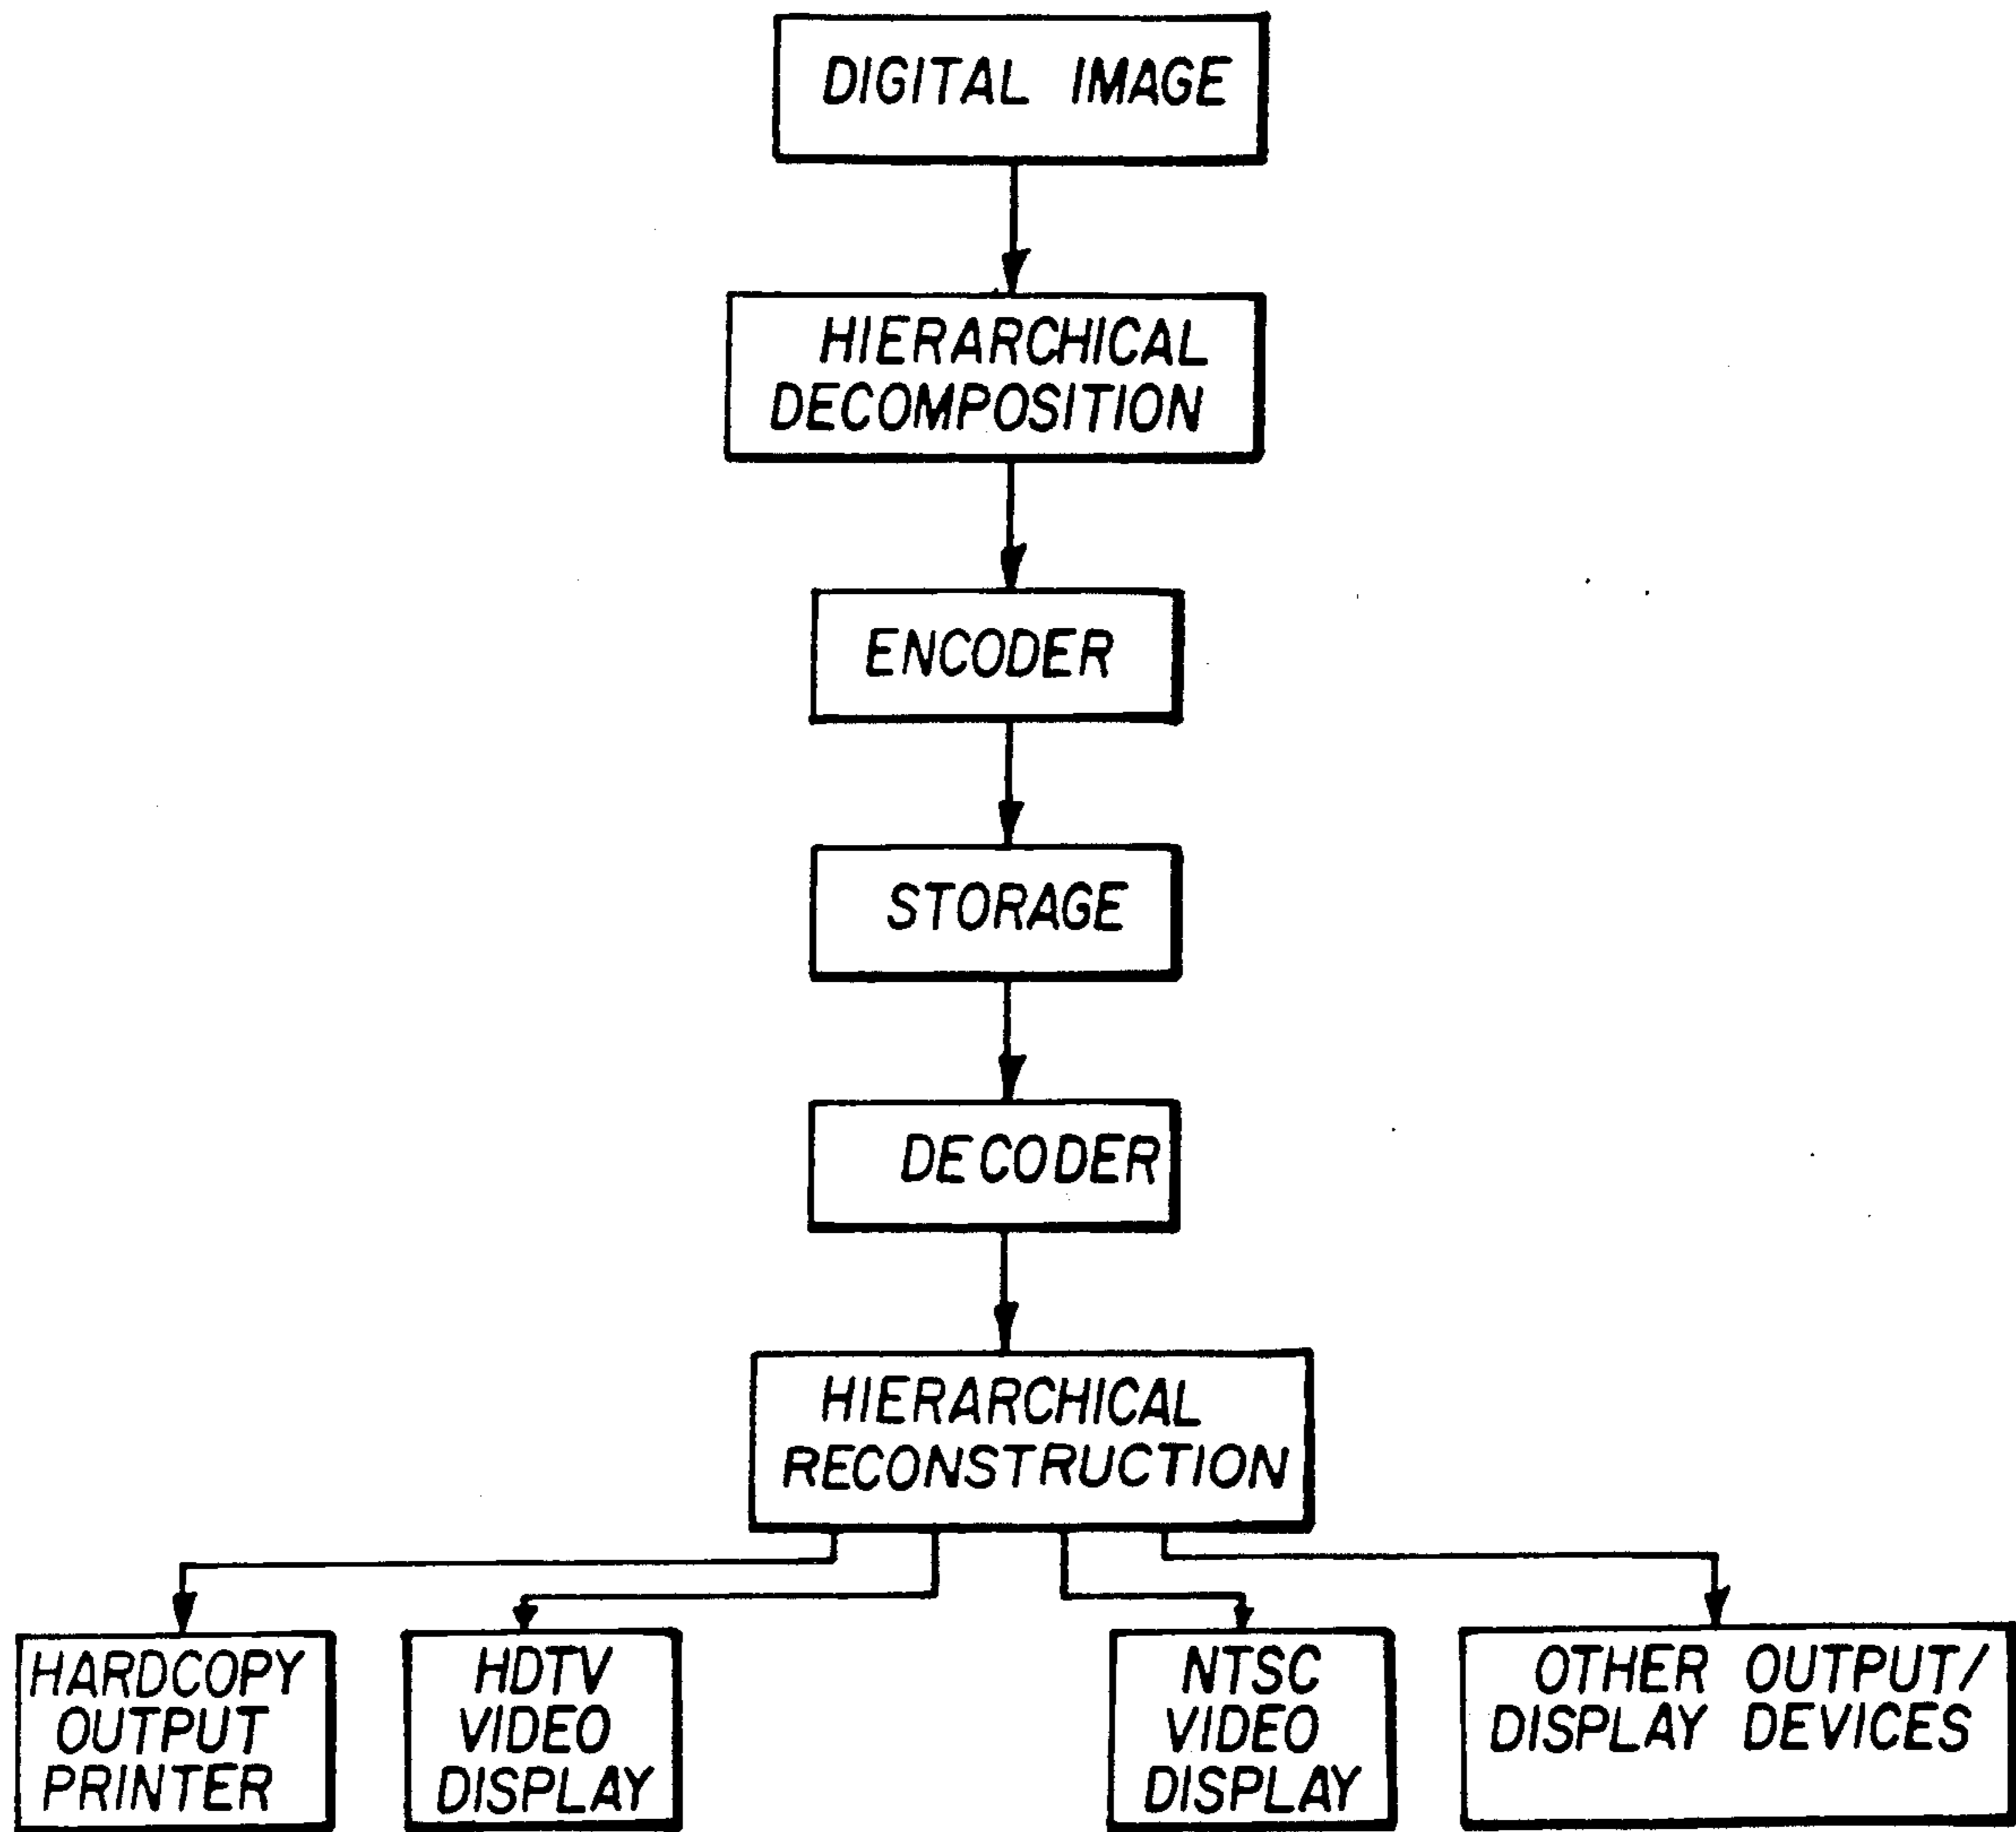 DIGITAL IMAGE
HIERARCHICAL
DECOMPOSITION
ENCODER
STORAGE
DECODER
HIERARCHICAL
RECONSTRUCTION
HARDCOPY
OUTPUT
PRINTER
HDTV
VIDEO
DISPLAY
NTSC
VIDEO
DISPLAY
OTHER OUTPUT/
DISPLAY DEVICES